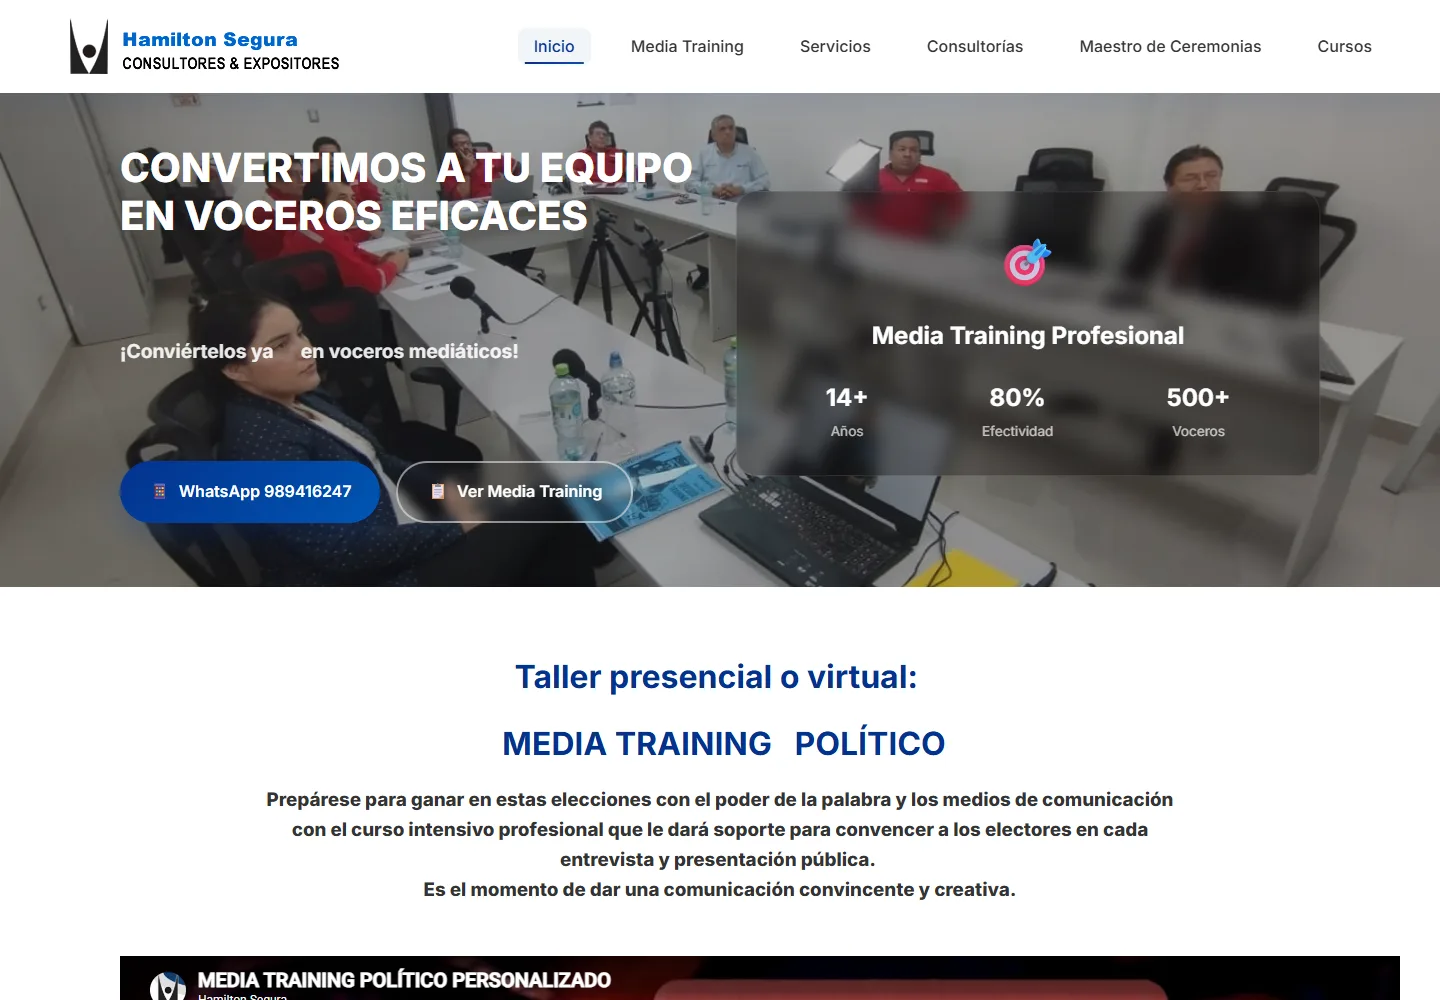 Hamilton Segura
CONSULTORES & EXPOSITORES
Inicio
Media Training
Servicios
Consultorías
Maestro de Ceremonias
Cursos
CONVERTIMOS A TU EQUIPO
EN VOCEROS EFICACES
¡Conviértelos ya en voceros mediáticos!
WhatsApp 989416247
Ver Media Training
Media Training Profesional
14+
Años
80%
Efectividad
500+
Voceros
Taller presencial o virtual:
MEDIA TRAINING POLÍTICO
Prepárese para ganar en estas elecciones con el poder de la palabra y los medios de comunicación
con el curso intensivo profesional que le dará soporte para convencer a los electores en cada
entrevista y presentación pública.
Es el momento de dar una comunicación convincente y creativa.
MEDIA TRAINING POLÍTICO PERSONALIZADO
Hamilton Segura